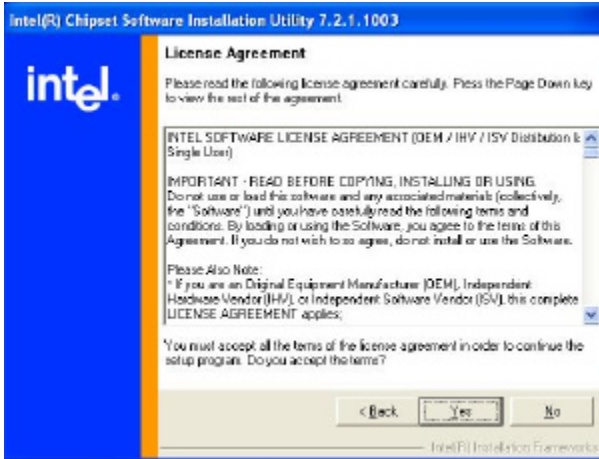 Intel(R) Chipset Software Installation Utility 7.2.1.1003
intel.
License Agreement
Please read the following license agreement carefully. Press the Page Down key
to view the rest of the agreement.
INTEL SOFTWARE LICENSE AGREEMENT (OEM / IHV / ISV Distribution &
Single User)
IMPORTANT - READ BEFORE COPYING, INSTALLING OR USING.
Do not use or load this software and any associated materials (collectively,
the "Software") until you have carefully read the following terms and
conditions. By loading or using the Software, you agree to the terms of this
Agreement. If you do not wish to so agree, do not install or use the Software.
Please Also Note:
* If you are an Original Equipment Manufacturer (OEM), Independent
Hardware Vendor (IHV), or Independent Software Vendor (ISV), this complete
LICENSE AGREEMENT applies;
You must accept all the terms of the license agreement in order to continue the
setup program. Do you accept the terms?
< Back
Yes
No
Intel(R) Installation Frameworks